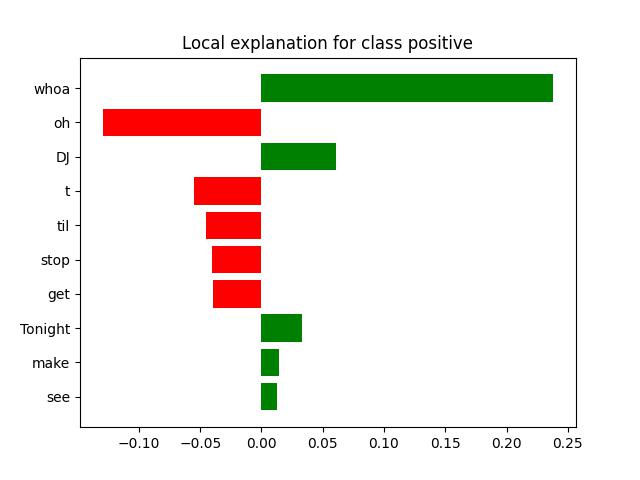 Local explanation for class positive
whoa
oh
DJ
t
til
stop
get
Tonight
make
see
−0.10 −0.05 0.00 0.05 0.10 0.15 0.20 0.25